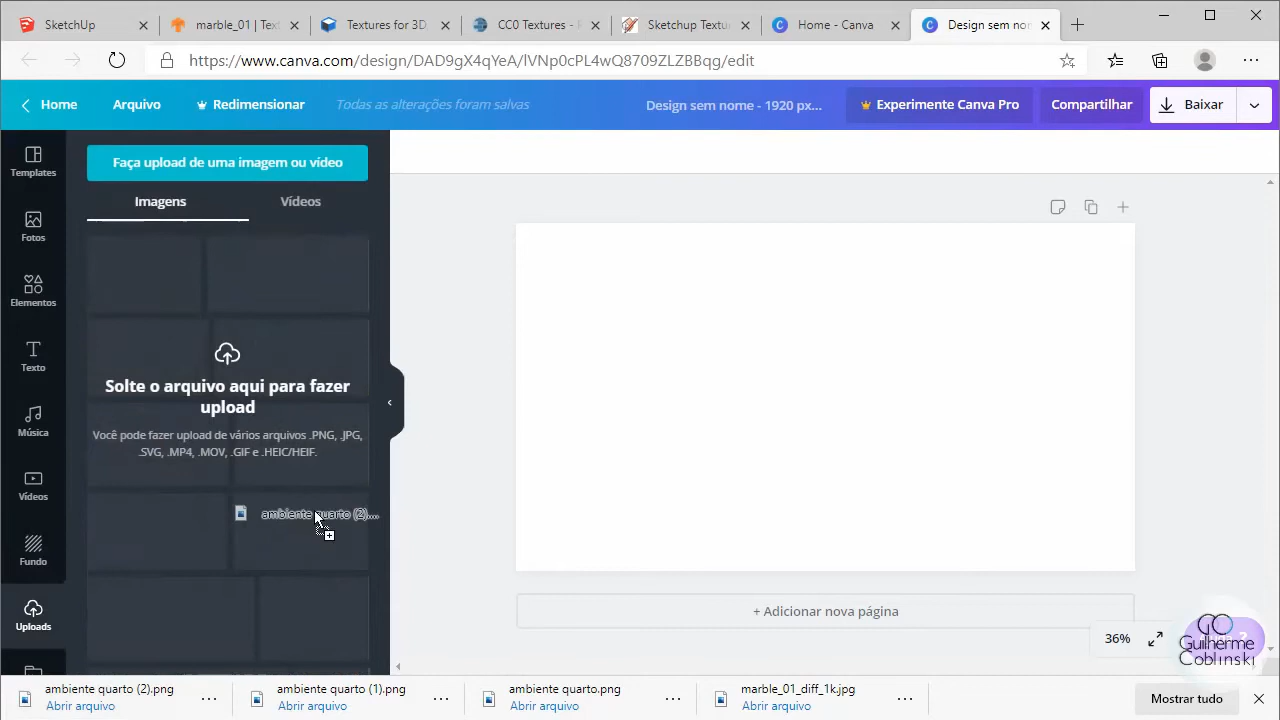 SketchUp
marble_01 | Text
Textures for 3D,
CC0 Textures - F
Sketchup Textu
Home - Canva
Design sem nom
https://www.canva.com/design/DAD9gX4qYeA/lVNp0cPL4wQ8709ZLZBBqg/edit
Home
Arquivo
Redimensionar
Todas as alterações foram salvas
Design sem nome - 1920 px...
Experimente Canva Pro
Compartilhar
Baixar
Templates
Fotos
Elementos
Texto
Música
Vídeos
Fundo
Uploads
Faça upload de uma imagem ou vídeo
Imagens
Vídeos
Solte o arquivo aqui para fazer
upload
Você pode fazer upload de vários arquivos .PNG, .JPG,
.SVG, .MP4, .MOV, .GIF e .HEIC/HEIF.
ambiente quarto (2)....
+ Adicionar nova página
36%
GC
Guilherme
Coblinski
ambiente quarto (2).png
Abrir arquivo
ambiente quarto (1).png
Abrir arquivo
ambiente quarto.png
Abrir arquivo
marble_01_diff_1k.jpg
Abrir arquivo
Mostrar tudo